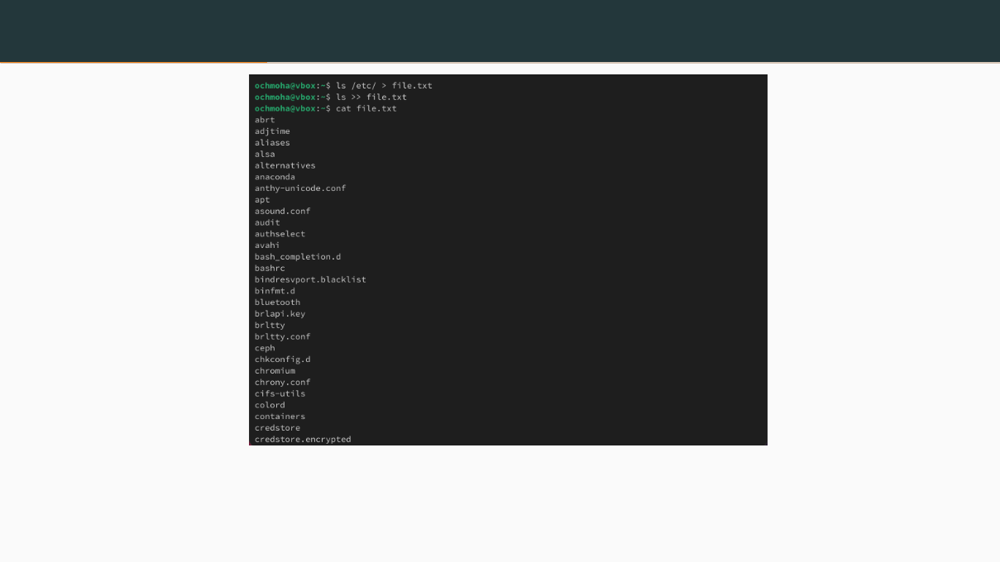 ochmoha@vbox:~$ ls /etc/ > file.txt
ochmoha@vbox:~$ ls >> file.txt
ochmoha@vbox:~$ cat file.txt
abrt
adjtime
aliases
alsa
alternatives
anaconda
anthy-unicode.conf
apt
asound.conf
audit
authselect
avahi
bash_completion.d
bashrc
bindresvport.blacklist
binfmt.d
bluetooth
brlapi.key
brltty
brltty.conf
ceph
chkconfig.d
chromium
chrony.conf
cifs-utils
colord
containers
credstore
credstore.encrypted